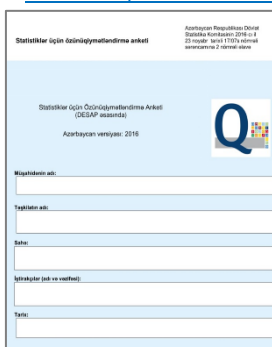 Statistiklər üçün özünüqiymətləndirmə anketi
Azərbaycan Respublikası Dövlət
Statistika Komitəsinin 2016-cı il
23 noyabr tarixli 17/07s nömrəli
sərəncamına 2 nömrəli əlavə
Statistiklər üçün Özünüqiymətləndirmə Anketi
(DESAP əsasında)
Azərbaycan versiyası: 2016
Q
Müşahidənin adı:
Təşkilatın adı:
Sahə:
İştirakçılar (adı və vəzifəsi):
Tarix: